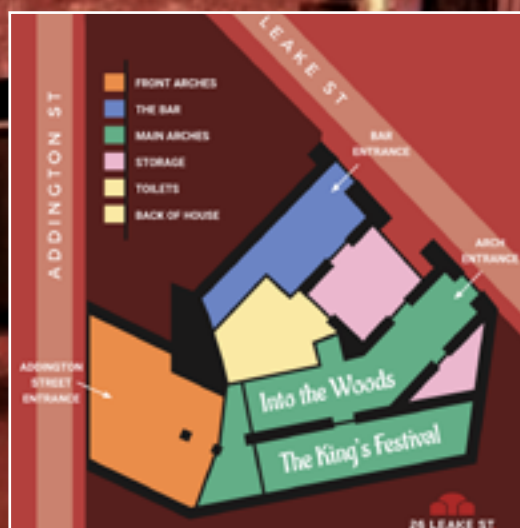 ADDINGTON ST
LEAKE ST
FRONT ARCHES
THE BAR
MAIN ARCHES
STORAGE
TOILETS
BACK OF HOUSE
BAR
ENTRANCE
ARCH
ENTRANCE
ADDINGTON
STREET
ENTRANCE
Into the Woods
The King's Festival
26 LEAKE ST